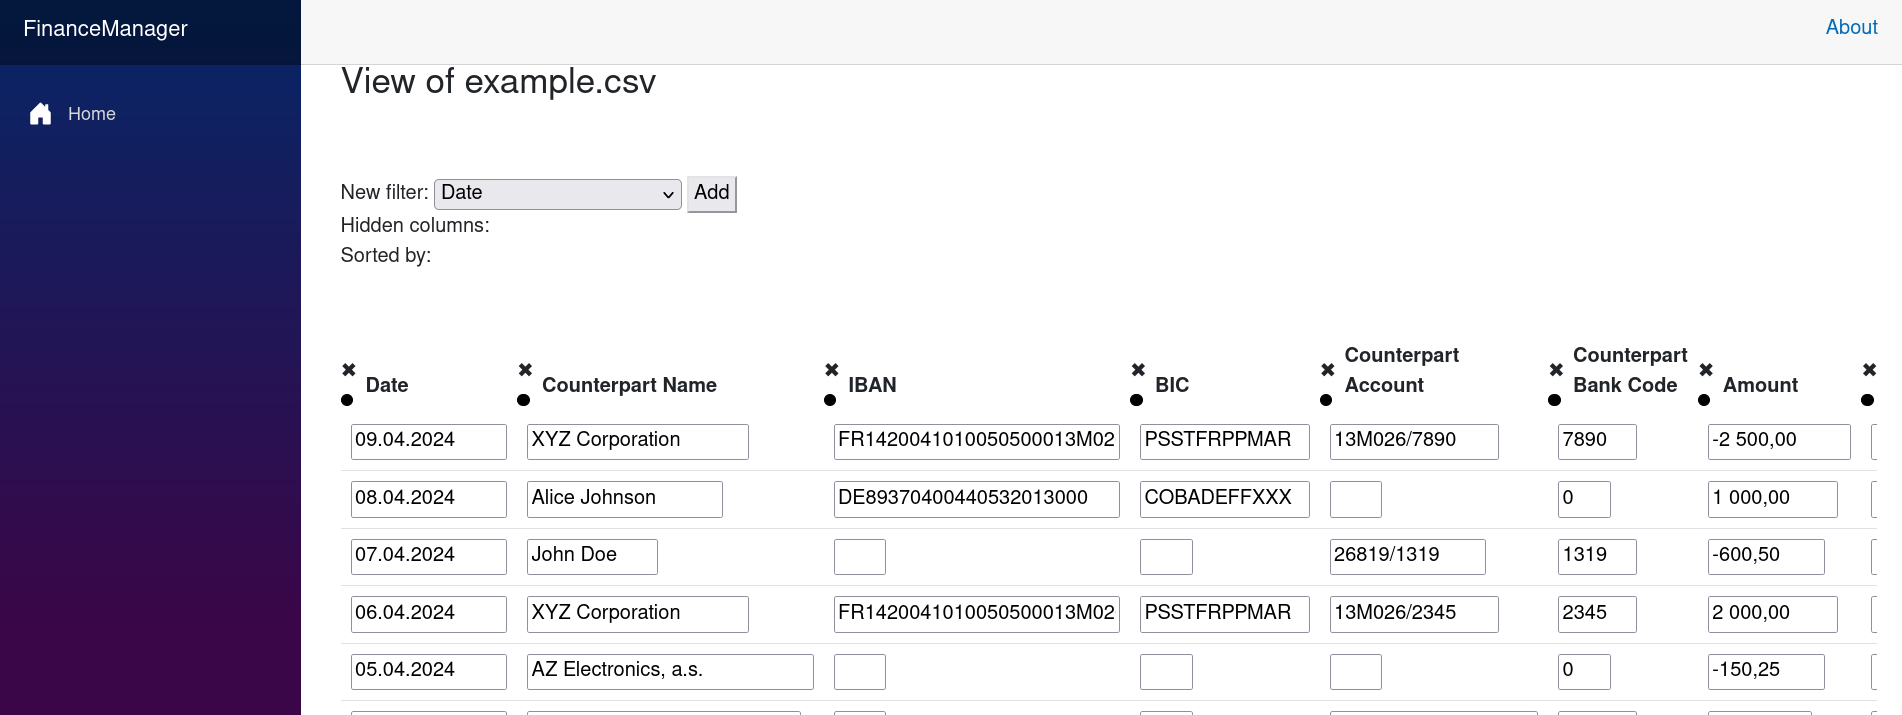 FinanceManager
About
Home
View of example.csv
New filter: Date Add
Hidden columns:
Sorted by:
Date Counterpart Name IBAN BIC Counterpart Account Counterpart Bank Code Amount
09.04.2024 XYZ Corporation FR1420041010050500013M02 PSSTFRPPMAR 13M026/7890 7890 -2 500,00
08.04.2024 Alice Johnson DE89370400440532013000 COBADEFFXXX 0 1 000,00
07.04.2024 John Doe 26819/1319 1319 -600,50
06.04.2024 XYZ Corporation FR1420041010050500013M02 PSSTFRPPMAR 13M026/2345 2345 2 000,00
05.04.2024 AZ Electronics, a.s. 0 -150,25